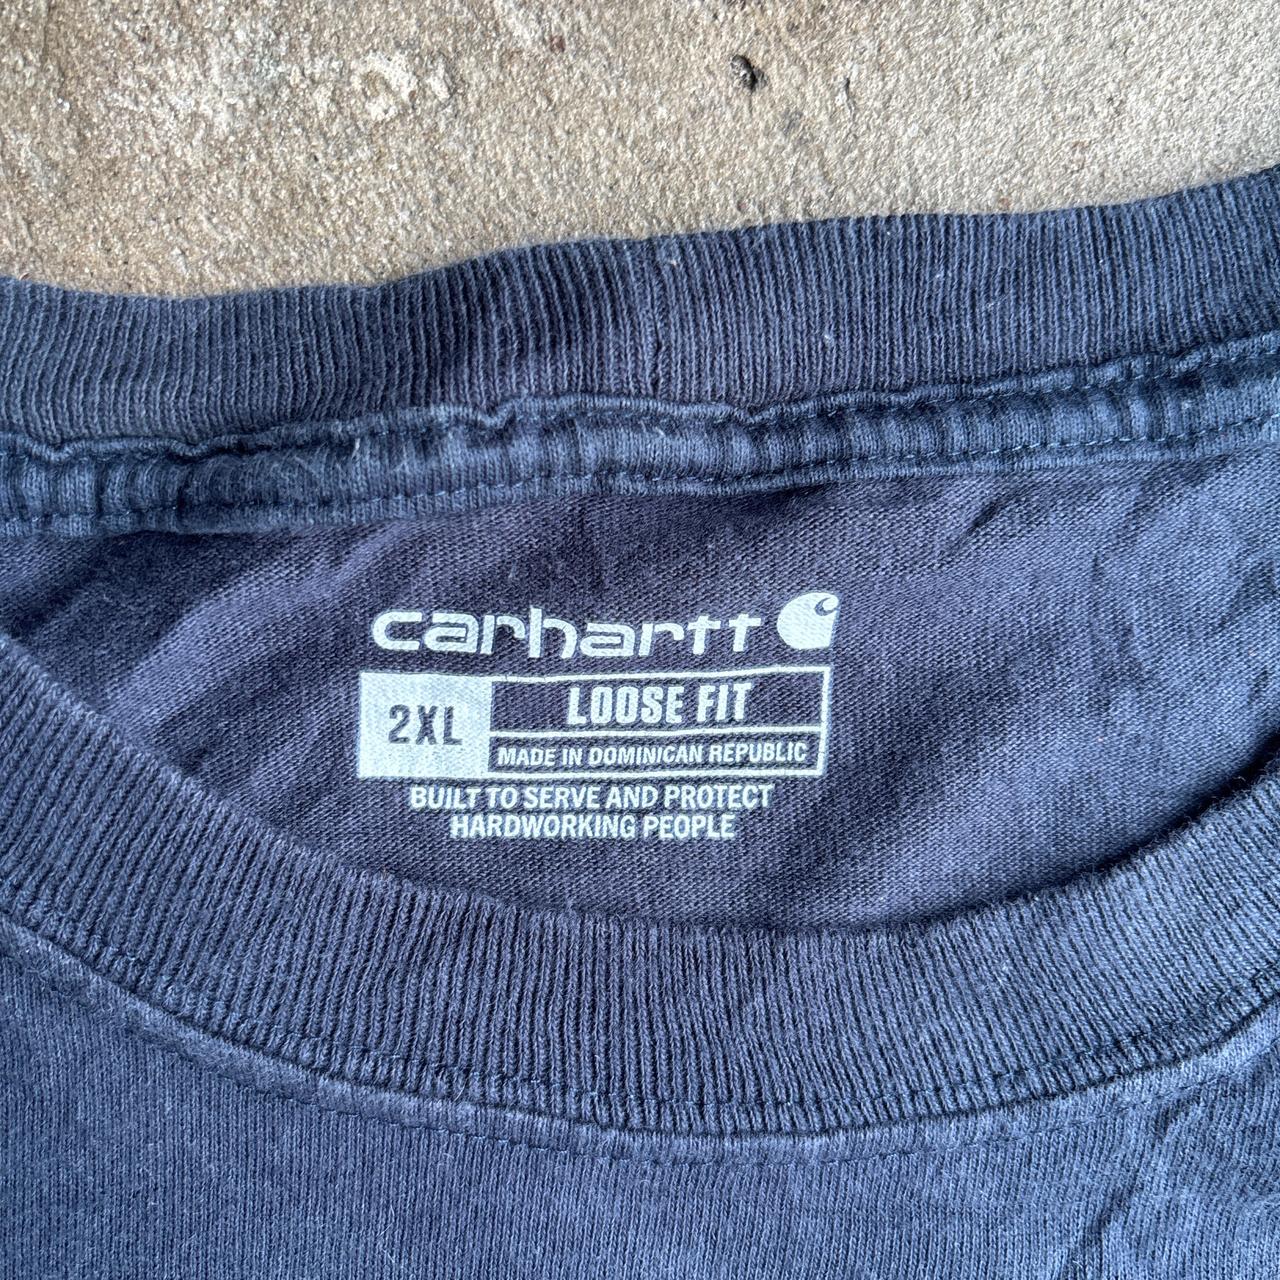 carhartt
2XL
LOOSE FIT
MADE IN DOMINICAN REPUBLIC
BUILT TO SERVE AND PROTECT
HARDWORKING PEOPLE